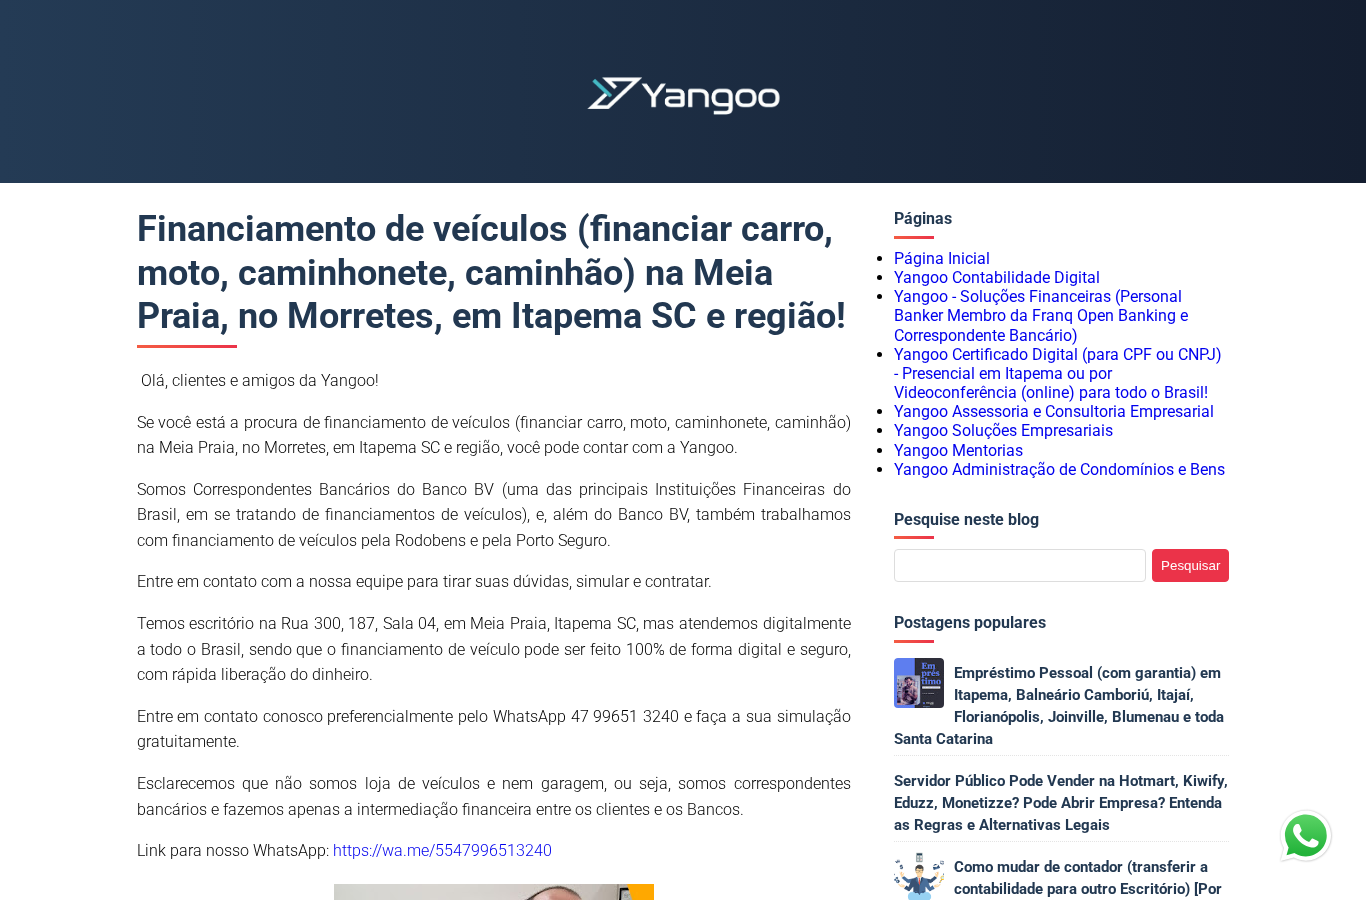 Yangoo
Financiamento de veículos (financiar carro,
moto, caminhonete, caminhão) na Meia
Praia, no Morretes, em Itapema SC e região!
Olá, clientes e amigos da Yangoo!
Se você está a procura de financiamento de veículos (financiar carro, moto, caminhonete, caminhão)
na Meia Praia, no Morretes, em Itapema SC e região, você pode contar com a Yangoo.
Somos Correspondentes Bancários do Banco BV (uma das principais Instituições Financeiras do
Brasil, em se tratando de financiamentos de veículos), e, além do Banco BV, também trabalhamos
com financiamento de veículos pela Rodobens e pela Porto Seguro.
Entre em contato com a nossa equipe para tirar suas dúvidas, simular e contratar.
Temos escritório na Rua 300, 187, Sala 04, em Meia Praia, Itapema SC, mas atendemos digitalmente
a todo o Brasil, sendo que o financiamento de veículo pode ser feito 100% de forma digital e seguro,
com rápida liberação do dinheiro.
Entre em contato conosco preferencialmente pelo WhatsApp 47 99651 3240 e faça a sua simulação
gratuitamente.
Esclarecemos que não somos loja de veículos e nem garagem, ou seja, somos correspondentes
bancários e fazemos apenas a intermediação financeira entre os clientes e os Bancos.
Link para nosso WhatsApp: https://wa.me/5547996513240
Páginas
Página Inicial
Yangoo Contabilidade Digital
Yangoo - Soluções Financeiras (Personal
Banker Membro da Franq Open Banking e
Correspondente Bancário)
Yangoo Certificado Digital (para CPF ou CNPJ)
- Presencial em Itapema ou por
Videoconferência (online) para todo o Brasil!
Yangoo Assessoria e Consultoria Empresarial
Yangoo Soluções Empresariais
Yangoo Mentorias
Yangoo Administração de Condomínios e Bens
Pesquise neste blog
Pesquisar
Postagens populares
Em
prés
timo
Empréstimo Pessoal (com garantia) em
Itapema, Balneário Camboriú, Itajaí,
Florianópolis, Joinville, Blumenau e toda
Santa Catarina
Servidor Público Pode Vender na Hotmart, Kiwify,
Eduzz, Monetizze? Pode Abrir Empresa? Entenda
as Regras e Alternativas Legais
Como mudar de contador (transferir a
contabilidade para outro Escritório) [Por